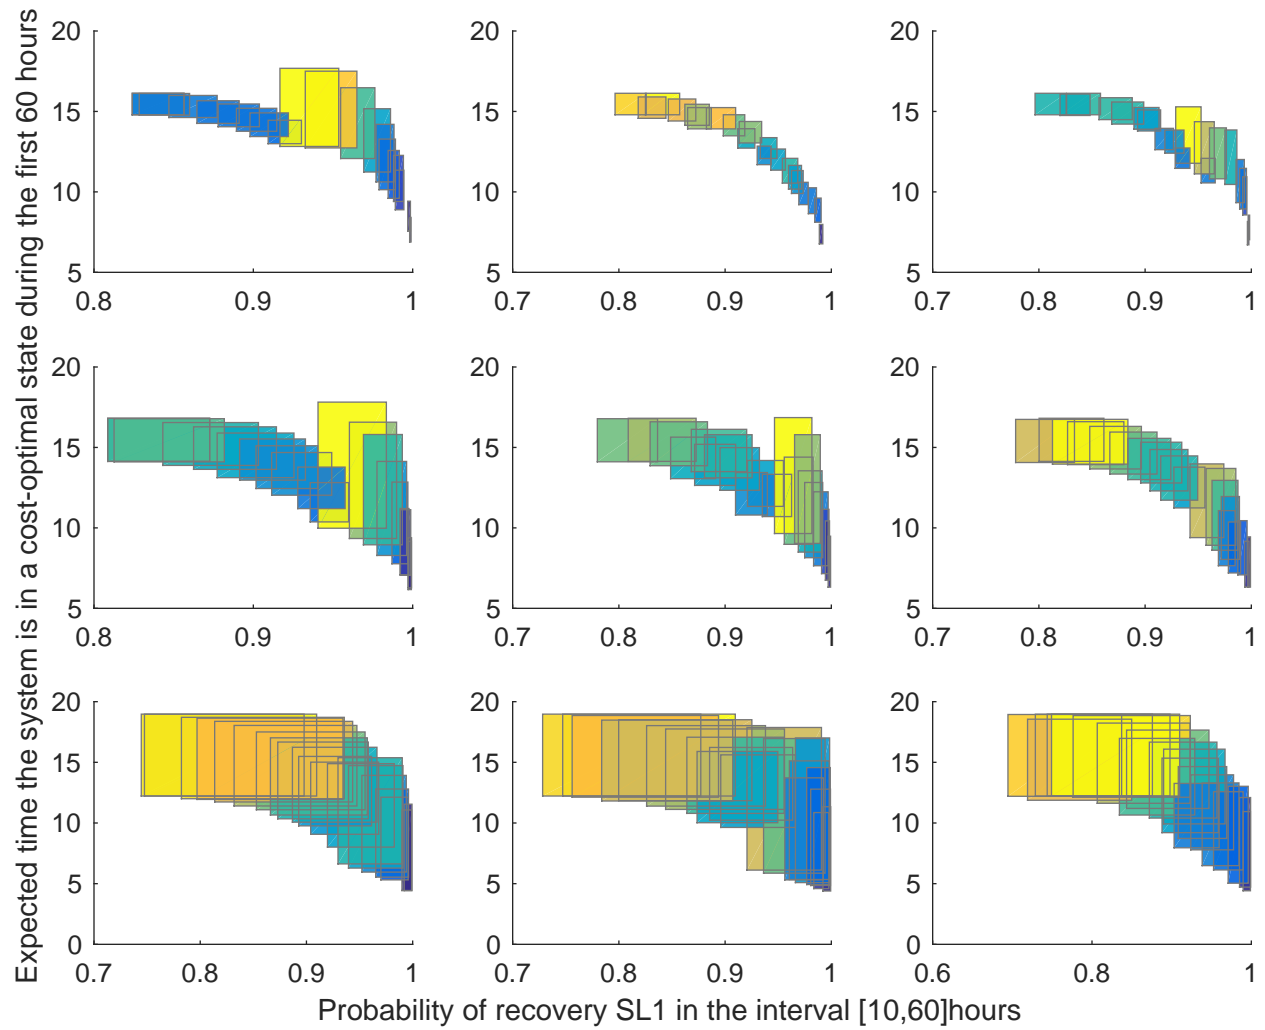 Expected time the system is in a cost-optimal state during the first 60 hours
20 20 20
15 15 15
10 10 10
5 5 5
0.8 0.9 1 0.7 0.8 0.9 1 0.7 0.8 0.9 1
20 20 20
15 15 15
10 10 10
5 5 5
0.8 0.9 1 0.7 0.8 0.9 1 0.7 0.8 0.9 1
20 20 20
15 15 15
10 10 10
5 5 5
0 0 0
0.7 0.8 0.9 1 0.7 0.8 0.9 1 0.6 0.8 1
Probability of recovery SL1 in the interval [10,60]hours